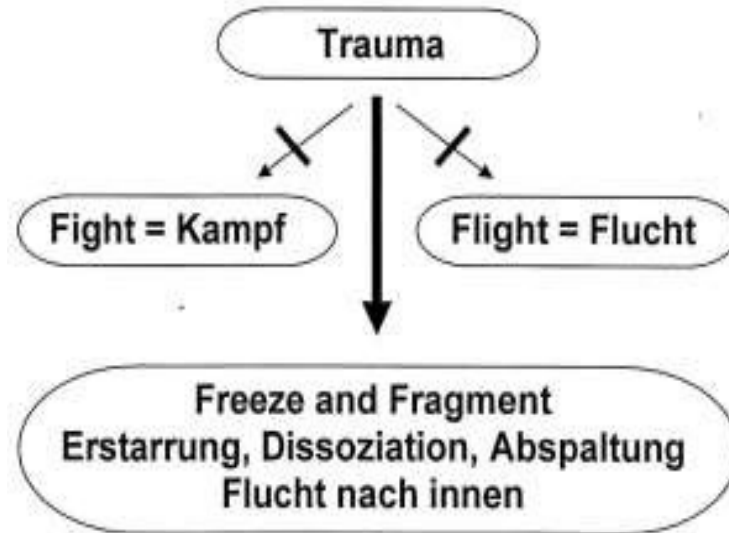 Trauma
Fight = Kampf
Flight = Flucht
Freeze and Fragment
Erstarrung, Dissoziation, Abspaltung
Flucht nach innen